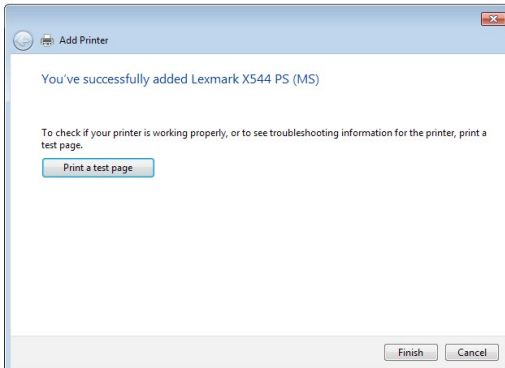 Add Printer
You've successfully added Lexmark X544 PS (MS)
To check if your printer is working properly, or to see troubleshooting information for the printer, print a
test page.
Print a test page
Finish Cancel